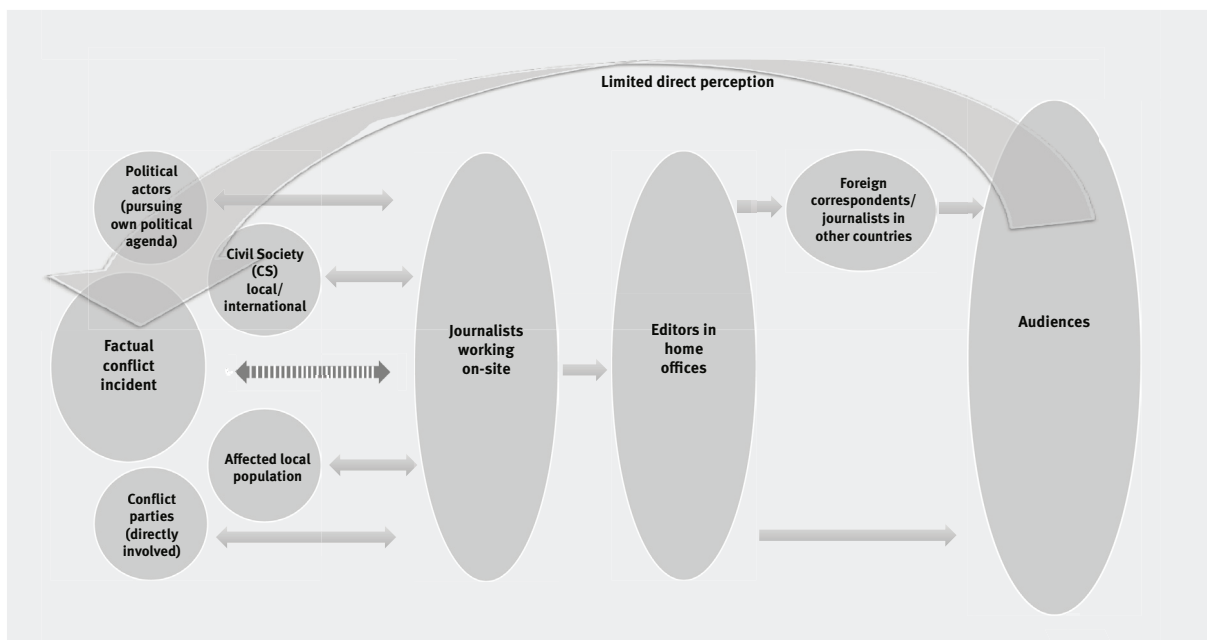 Limited direct perception
Political
actors
(pursuing
own political
agenda)
Civil Society
(CS)
local/
international
Factual
conflict
incident
Affected local
population
Conflict
parties
(directly
involved)
Journalists
working
on-site
Editors in
home
offices
Foreign
correspondents/
journalists in
other countries
Audiences